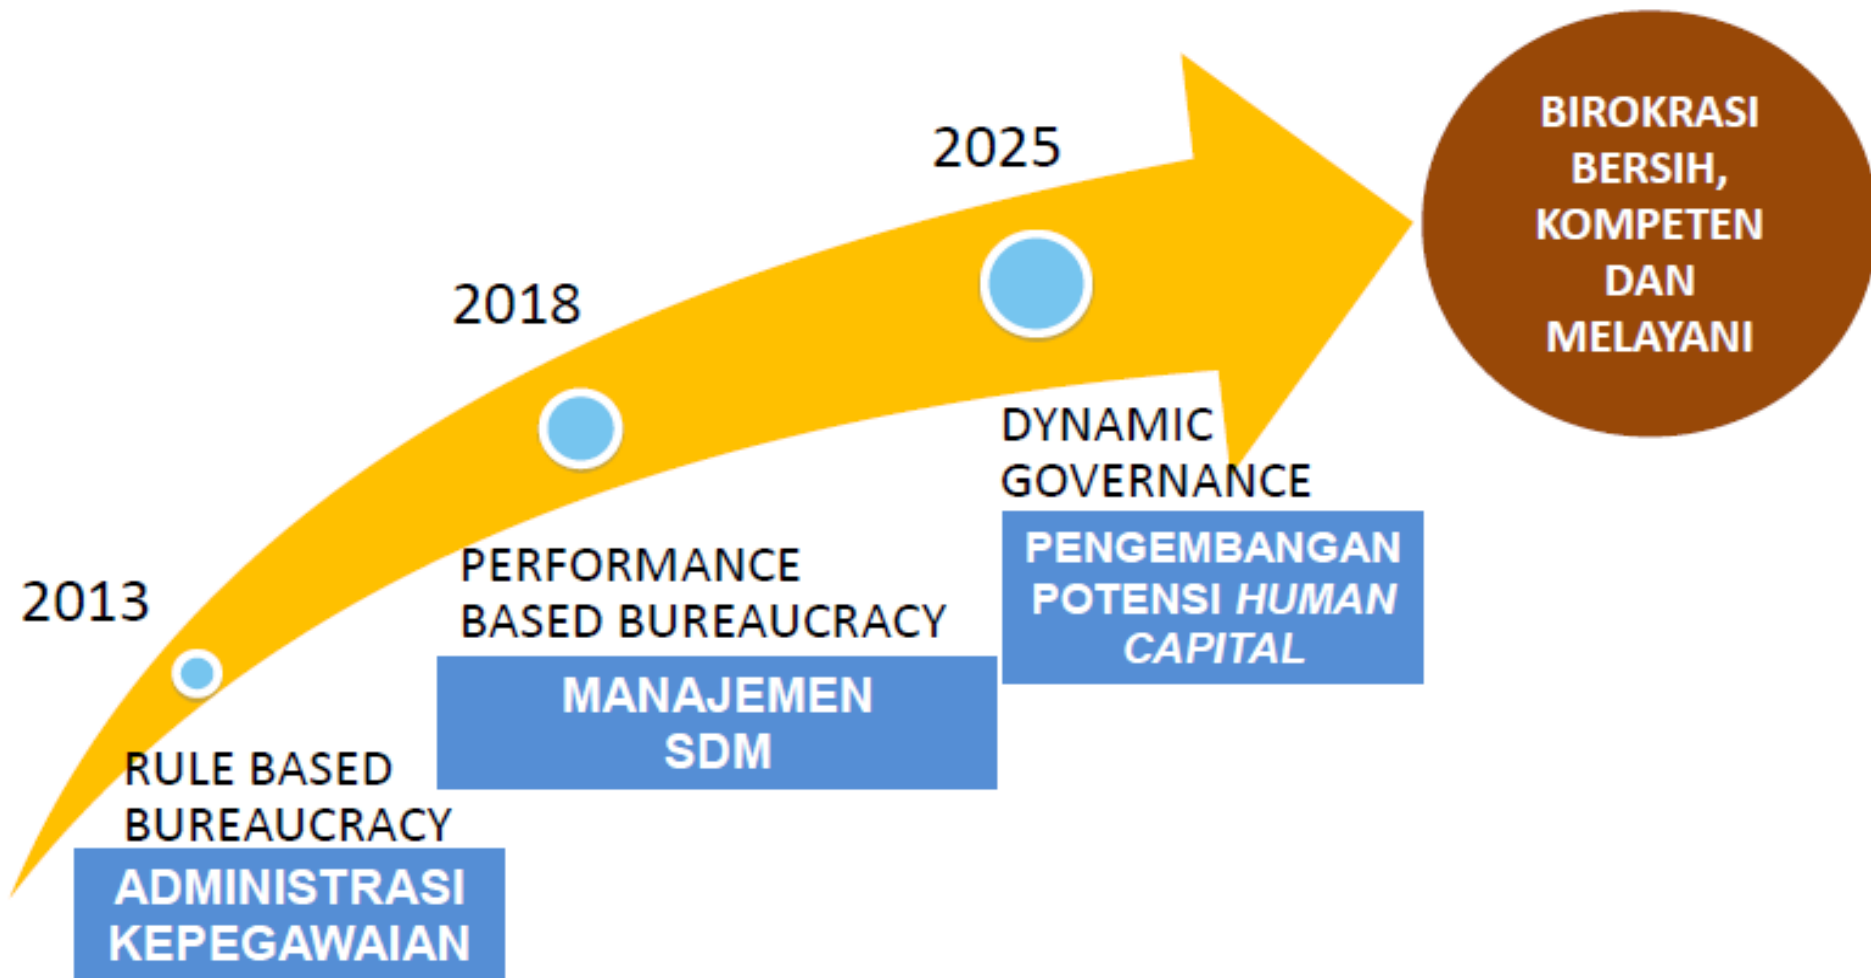 2013
RULE BASED
BUREAUCRACY
ADMINISTRASI
KEPEGAWAIAN
2018
PERFORMANCE
BASED BUREAUCRACY
MANAJEMEN
SDM
2025
DYNAMIC
GOVERNANCE
PENGEMBANGAN
POTENSI HUMAN
CAPITAL
BIROKRASI
BERSIH,
KOMPETEN
DAN
MELAYANI